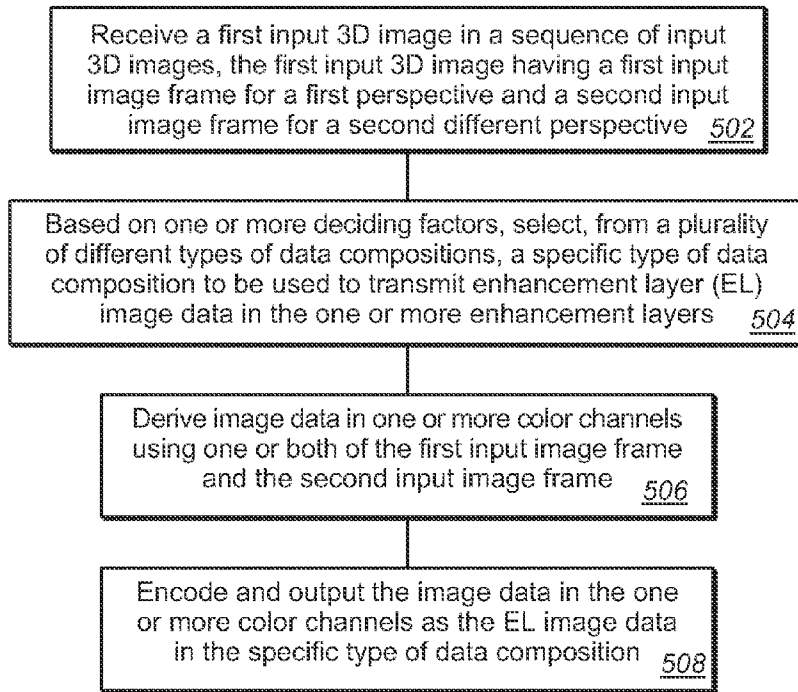 Receive a first input 3D image in a sequence of input
3D images, the first input 3D image having a first input
image frame for a first perspective and a second input
image frame for a second different perspective 502
Based on one or more deciding factors, select, from a plurality
of different types of data compositions, a specific type of data
composition to be used to transmit enhancement layer (EL)
image data in the one or more enhancement layers 504
Derive image data in one or more color channels
using one or both of the first input image frame
and the second input image frame 506
Encode and output the image data in the one
or more color channels as the EL image data
in the specific type of data composition 508